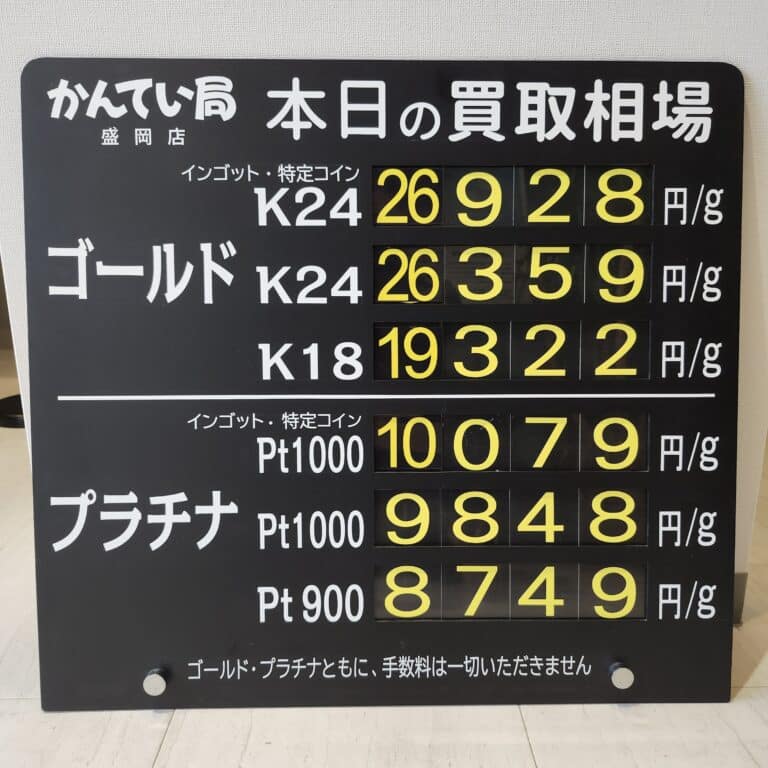 かんてい局 本日の買取相場
盛岡店
インゴット・特定コイン
K24 26928 円/g
ゴールド K24 26359 円/g
K18 19322 円/g
インゴット・特定コイン
Pt1000 10079 円/g
プラチナ Pt1000 9848 円/g
Pt900 8749 円/g
ゴールド・プラチナともに、手数料は一切いただきません